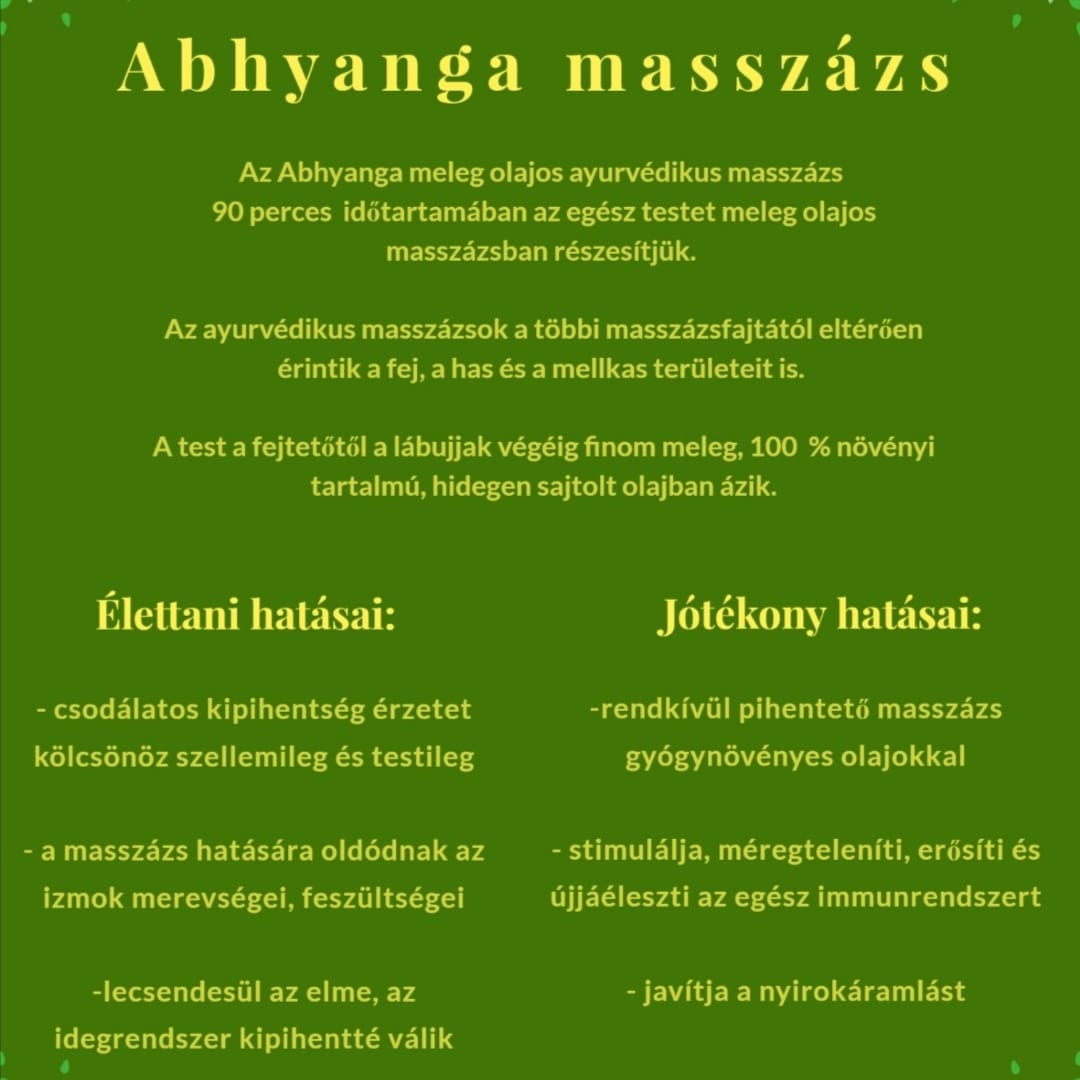 Abhyanga masszázs
Az Abhyanga meleg olajos ayurvédikus masszázs
90 perces időtartamában az egész testet meleg olajos
masszázsban részesítjük.
Az ayurvédikus masszázsok a többi masszázsfajtától eltérően
érintik a fej, a has és a mellkas területeit is.
A test a fejtetőtől a lábujjak végéig finom meleg, 100 % növényi
tartalmú, hidegen sajtolt olajban ázik.
Élettani hatásai:
- csodálatos kipihentség érzetet
kölcsönöz szellemileg és testileg
- a masszázs hatására oldódnak az
izmok merevségei, feszültségei
-lecsendesül az elme, az
idegrendszer kipihentté válik
Jótékony hatásai:
-rendkívül pihentető masszázs
gyógynövényes olajokkal
- stimulálja, méregteleníti, erősíti és
újjáéleszti az egész immunrendszert
- javítja a nyirokáramlást